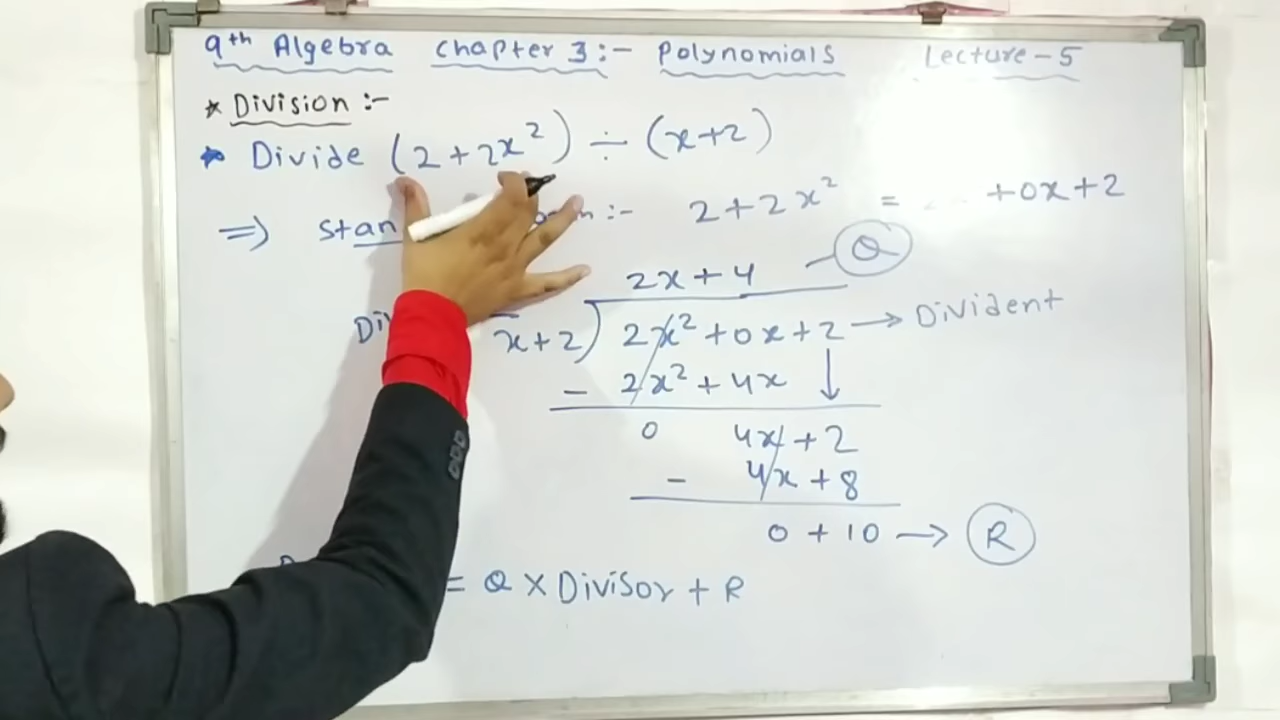 9th Algebra Chapter 3:- Polynomials Lecture - 5
* Division :-
* Divide (2 + 2x²) ÷ (x+2)
⇒ :- 2 + 2x² = +0x+2
2x + 4 Q
x+2) 2x² + 0x + 2 → Divident
- 2x² + 4x ↓
0 4x + 2
- 4x + 8
0 + 10 → R
= Q × Divisor + R